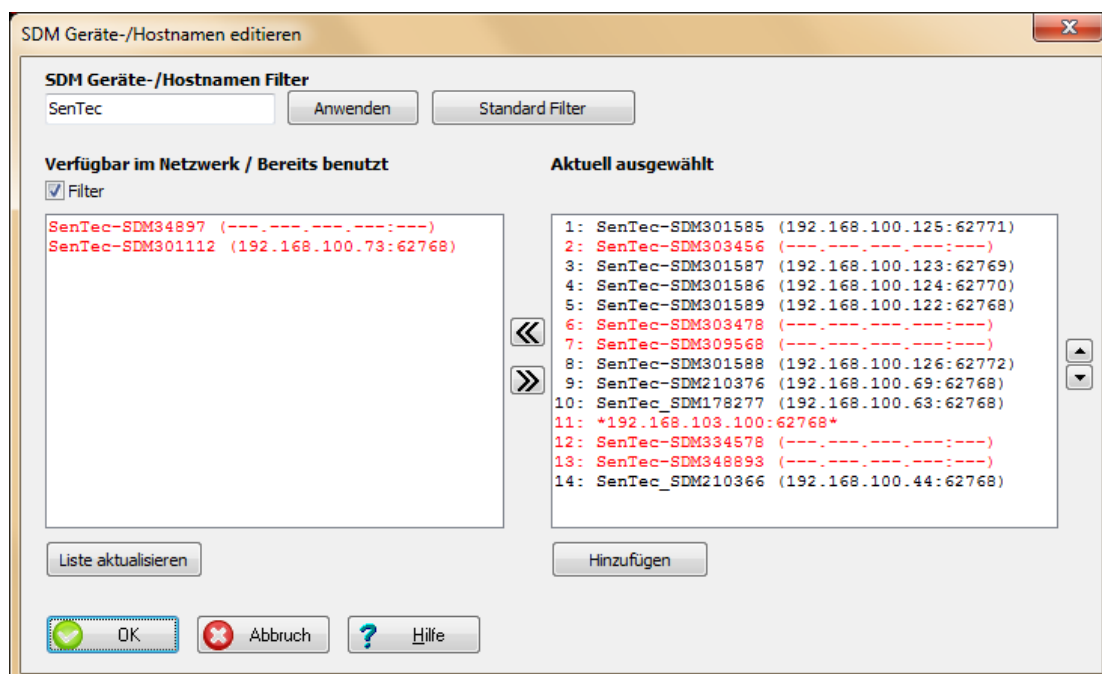 SDM Geräte-/Hostnamen editieren
SDM Geräte-/Hostnamen Filter
SenTec
Anwenden
Standard Filter
Verfügbar im Netzwerk / Bereits benutzt
Filter
SenTec-SDM34897 (---.---.---.---:---)
SenTec-SDM301112 (192.168.100.73:62768)
Aktuell ausgewählt
1: SenTec-SDM301585 (192.168.100.125:62771)
2: SenTec-SDM303456 (---.---.---.---:---)
3: SenTec-SDM301587 (192.168.100.123:62769)
4: SenTec-SDM301586 (192.168.100.124:62770)
5: SenTec-SDM301589 (192.168.100.122:62768)
6: SenTec-SDM303478 (---.---.---.---:---)
7: SenTec-SDM309568 (---.---.---.---:---)
8: SenTec-SDM301588 (192.168.100.126:62772)
9: SenTec-SDM210376 (192.168.100.69:62768)
10: SenTec_SDM178277 (192.168.100.63:62768)
11: *192.168.103.100:62768*
12: SenTec-SDM334578 (---.---.---.---:---)
13: SenTec-SDM348893 (---.---.---.---:---)
14: SenTec_SDM210366 (192.168.100.44:62768)
Liste aktualisieren
Hinzufügen
OK
Abbruch
Hilfe